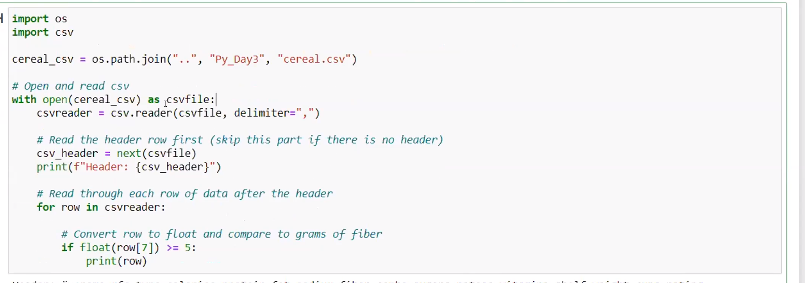 import os
import csv
cereal_csv = os.path.join("..", "Py_Day3", "cereal.csv")
# Open and read csv
with open(cereal_csv) as csvfile:
csvreader = csv.reader(csvfile, delimiter=",")
# Read the header row first (skip this part if there is no header)
csv_header = next(csvfile)
print(f"Header: {csv_header}")
# Read through each row of data after the header
for row in csvreader:
# Convert row to float and compare to grams of fiber
if float(row[7]) >= 5:
print(row)